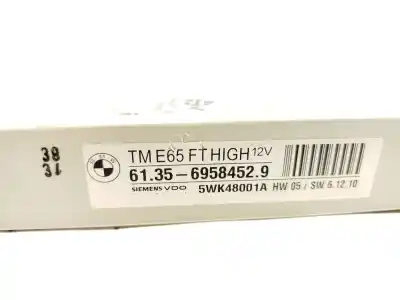 38
31
TM E65 FT HIGH 12V
61.35-6958452.9
SIEMENS VDO 5WK48001A HW 05 / SW 6.12.10